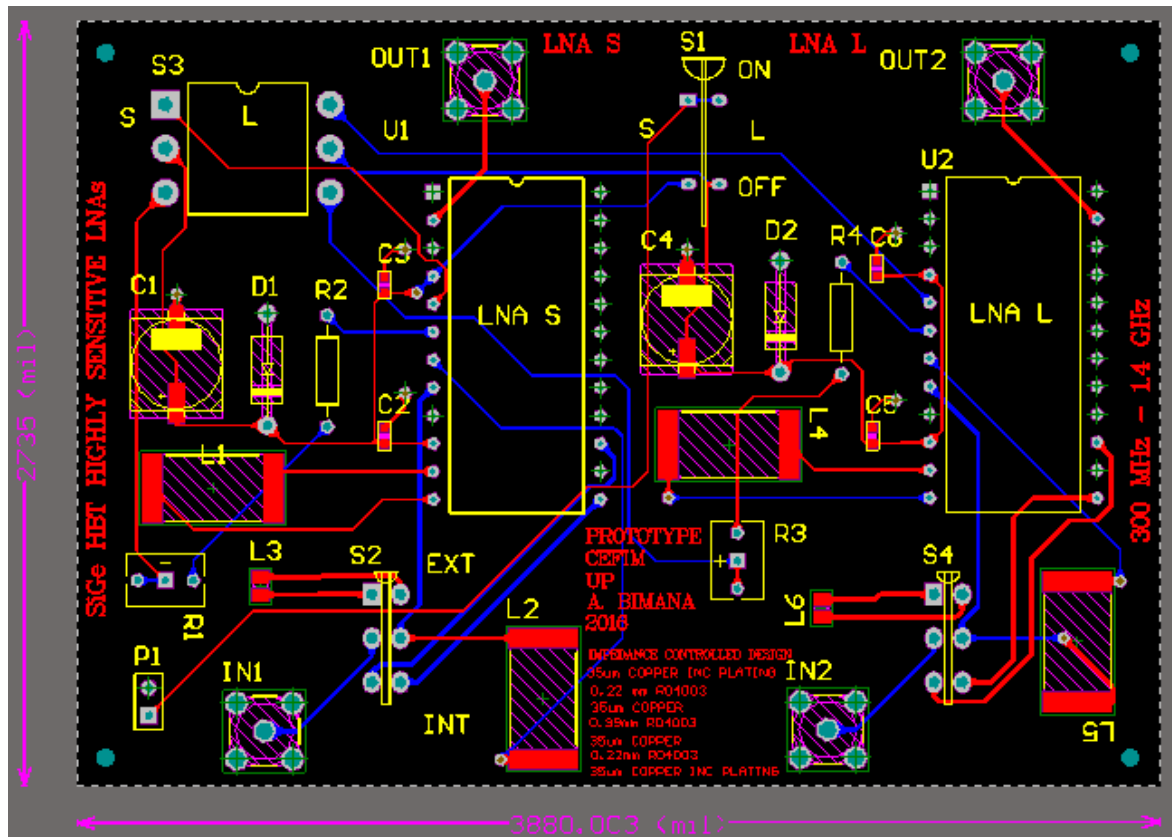 OUT1
LNA S
S1
LNA L
OUT2
S3
ON
S
L
U1
S
L
U2
OFF
C3
C4
D2
R4
C6
C1
D1
R2
LNA S
LNA L
SiGe HBT HIGHLY SENSITIVE LNAs
300 MHz - 14 GHz
2735 (mil)
C2
L4
C5
L1
PROTOTYPE
CEFIM
UP
A. BIMANA
2016
R3
L3
S2
EXT
S4
R1
L2
L6
P1
IN1
INT
IMPEDANCE CONTROLLED DESIGN
35um COPPER INC PLATING
0.22 mm RO4003
35um COPPER
0.99mm RO4003
35um COPPER
0.22mm RO4003
35um COPPER INC PLATING
IN2
L5
3880.003 (mil)